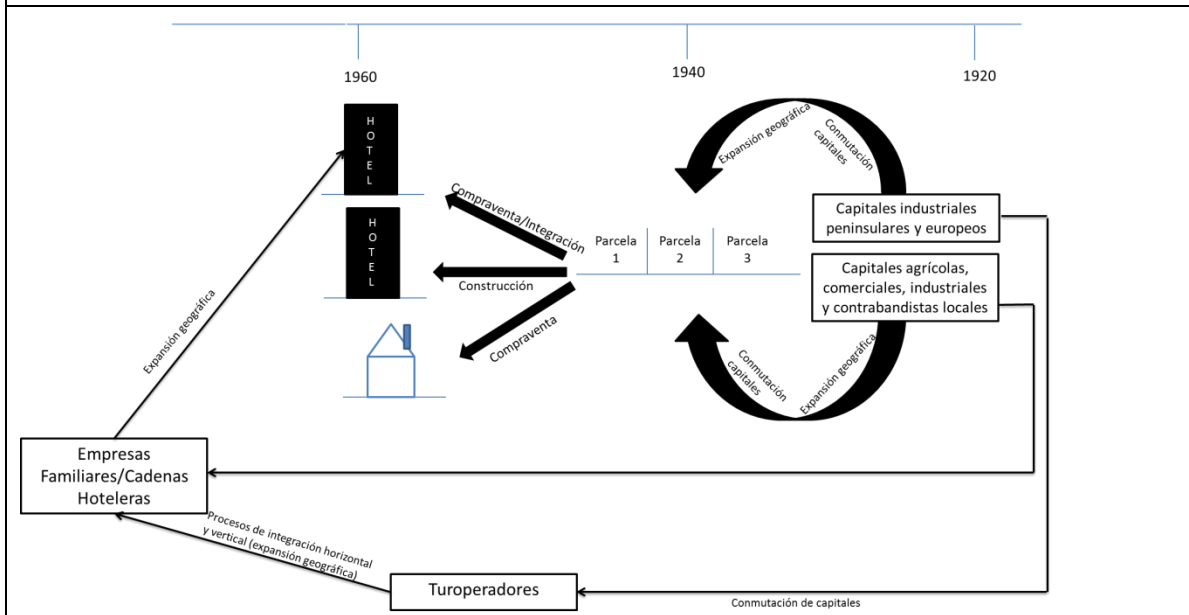 1960
1940
1920
HOTEL
Expansión geográfica
Conmutación
capitales
Compraventa/Integración
Capitales industriales
peninsulares y europeos
HOTEL
Parcela
1
Parcela
2
Parcela
3
Construcción
Capitales agrícolas,
comerciales, industriales
y contrabandistas locales
Compraventa
Conmutación
capitales
Expansión geográfica
Expansión geográfica
Empresas
Familiares/Cadenas
Hoteleras
Procesos de integración horizontal
y vertical (expansión geográfica)
Turoperadores
Conmutación de capitales